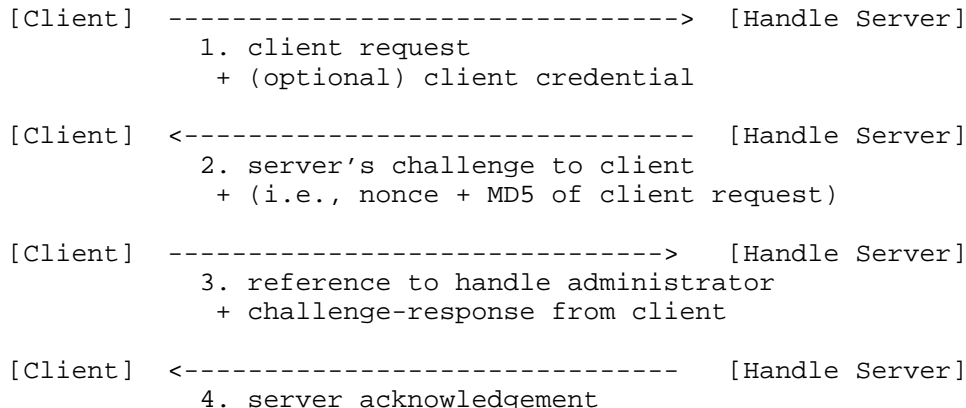 [Client] --------------------------------> [Handle Server]
1. client request
+ (optional) client credential
[Client] <-------------------------------- [Handle Server]
2. server’s challenge to client
+ (i.e., nonce + MD5 of client request)
[Client] -------------------------------> [Handle Server]
3. reference to handle administrator
+ challenge-response from client
[Client] <------------------------------- [Handle Server]
4. server acknowledgement